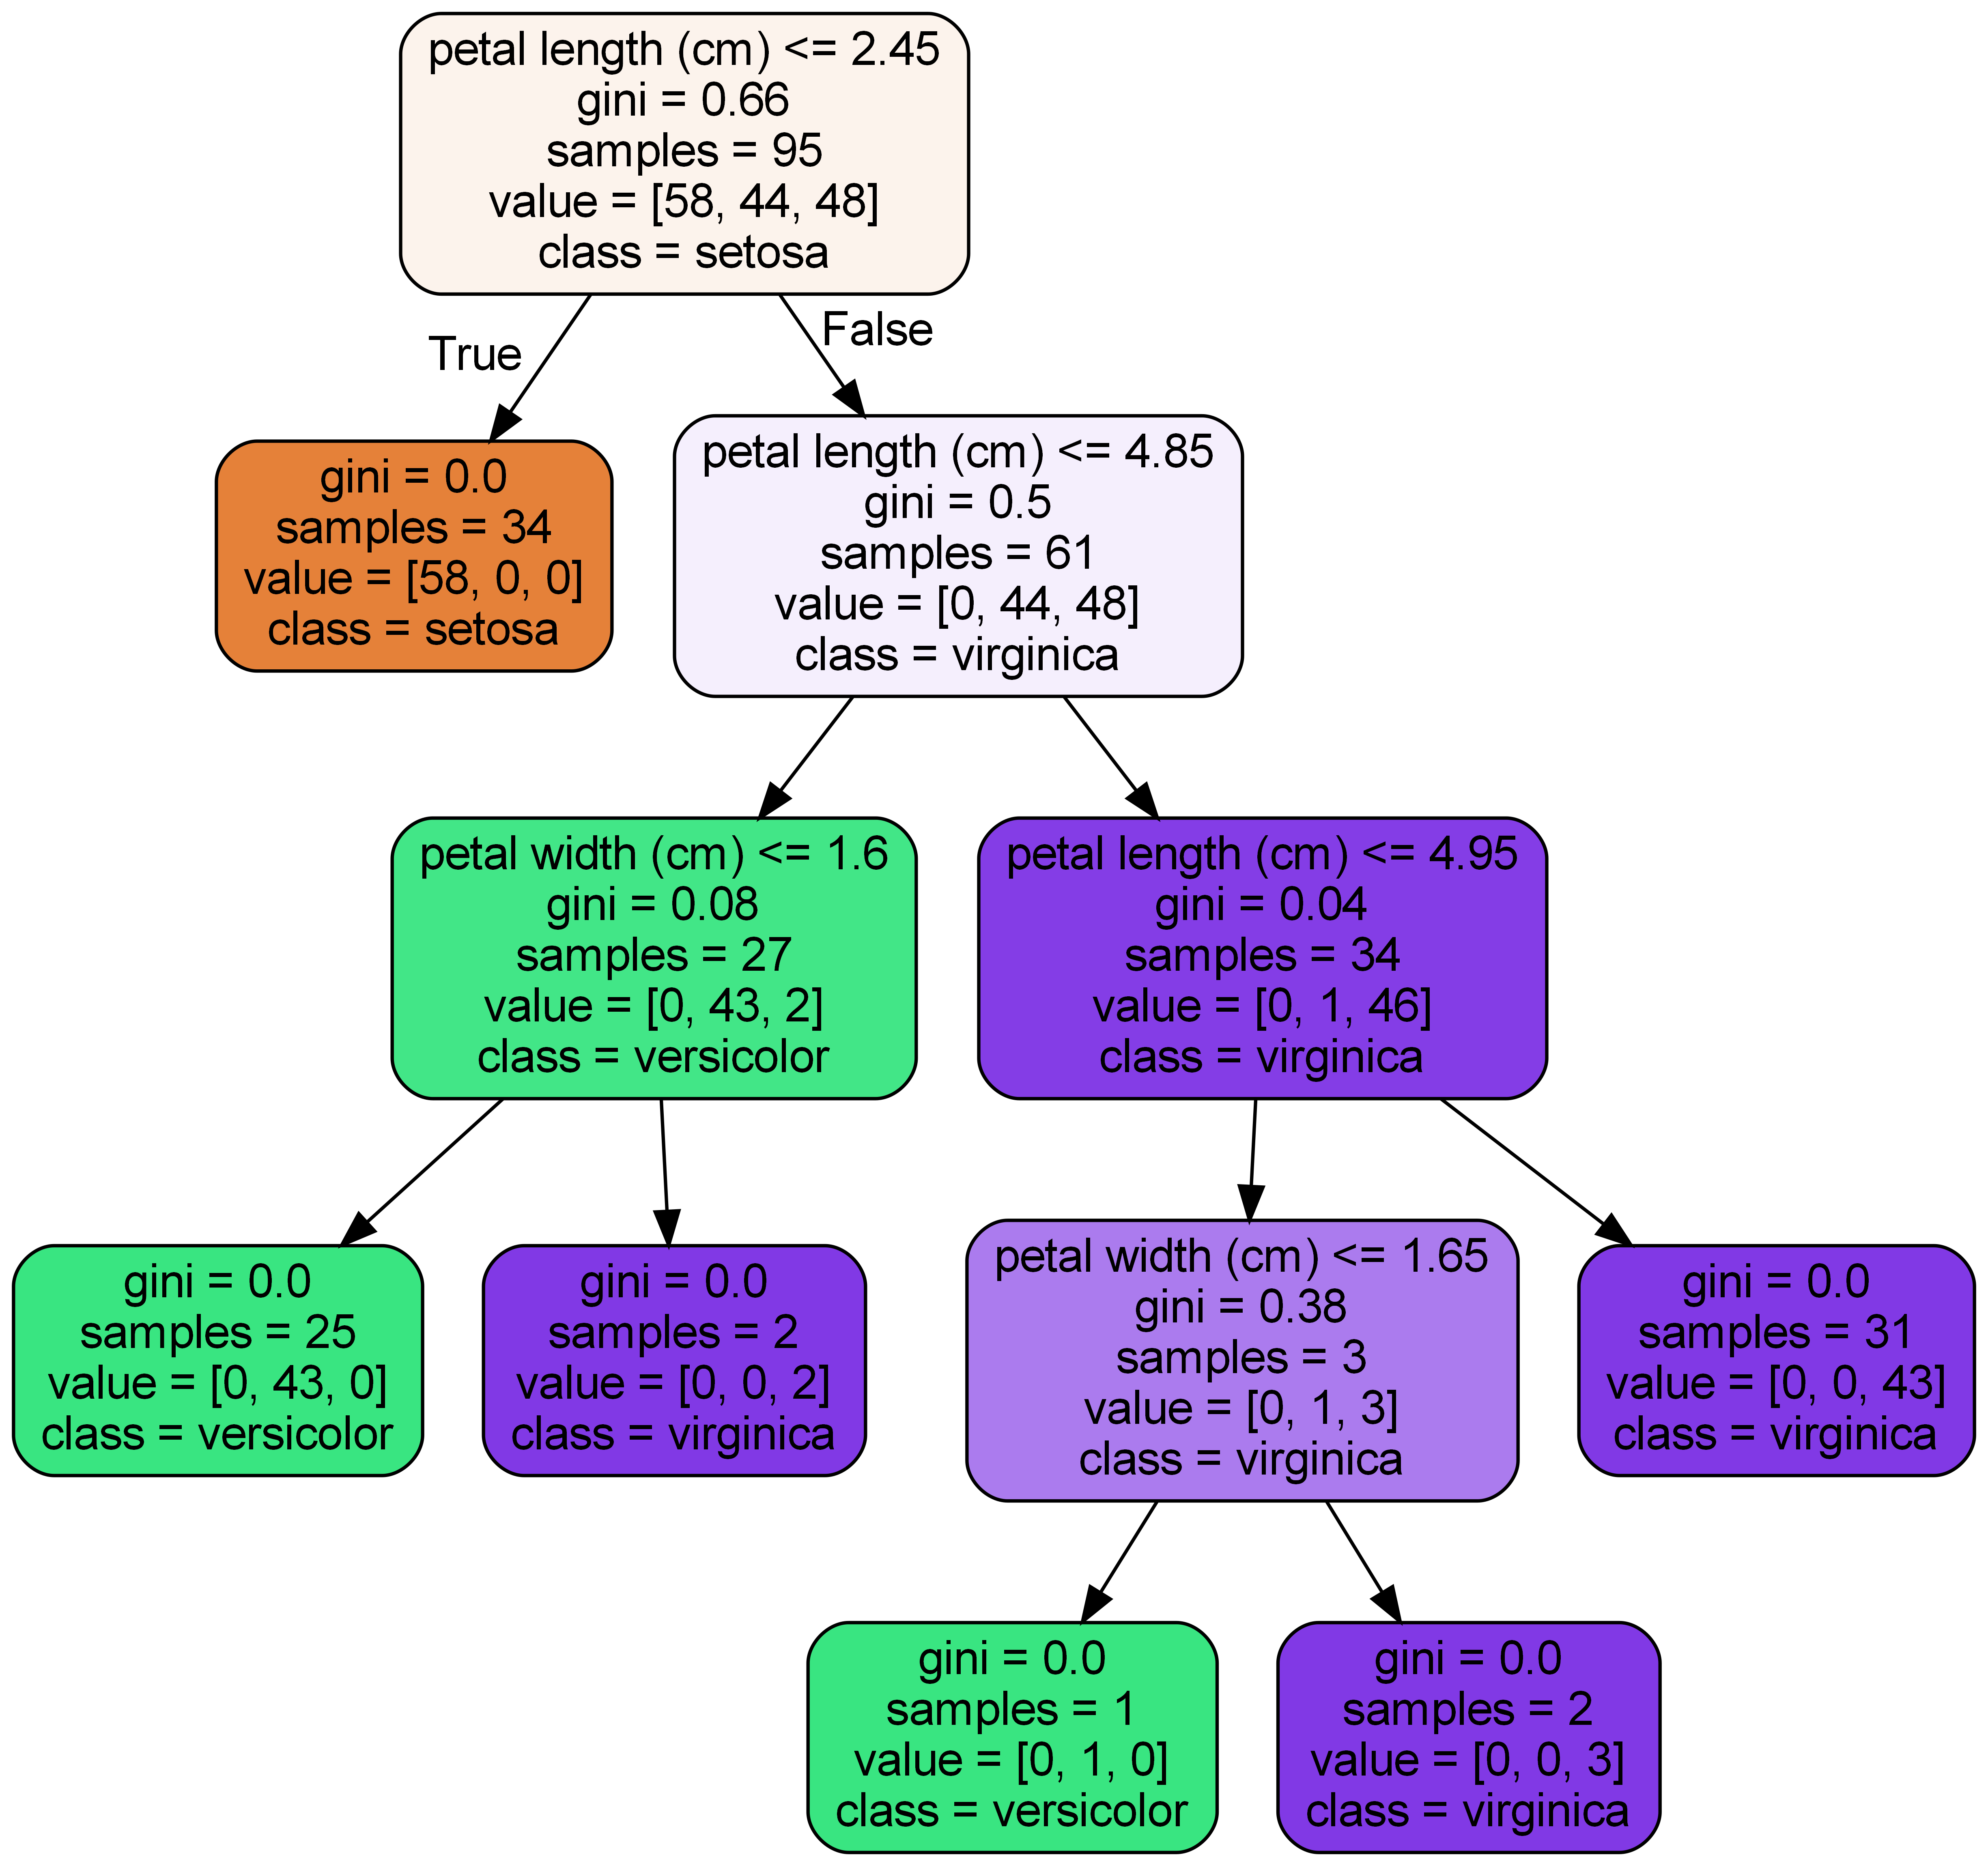 petal length (cm) <= 2.45
gini = 0.66
samples = 95
value = [58, 44, 48]
class = setosa
True
False
gini = 0.0
samples = 34
value = [58, 0, 0]
class = setosa
petal length (cm) <= 4.85
gini = 0.5
samples = 61
value = [0, 44, 48]
class = virginica
petal width (cm) <= 1.6
gini = 0.08
samples = 27
value = [0, 43, 2]
class = versicolor
petal length (cm) <= 4.95
gini = 0.04
samples = 34
value = [0, 1, 46]
class = virginica
gini = 0.0
samples = 25
value = [0, 43, 0]
class = versicolor
gini = 0.0
samples = 2
value = [0, 0, 2]
class = virginica
petal width (cm) <= 1.65
gini = 0.38
samples = 3
value = [0, 1, 3]
class = virginica
gini = 0.0
samples = 31
value = [0, 0, 43]
class = virginica
gini = 0.0
samples = 1
value = [0, 1, 0]
class = versicolor
gini = 0.0
samples = 2
value = [0, 0, 3]
class = virginica